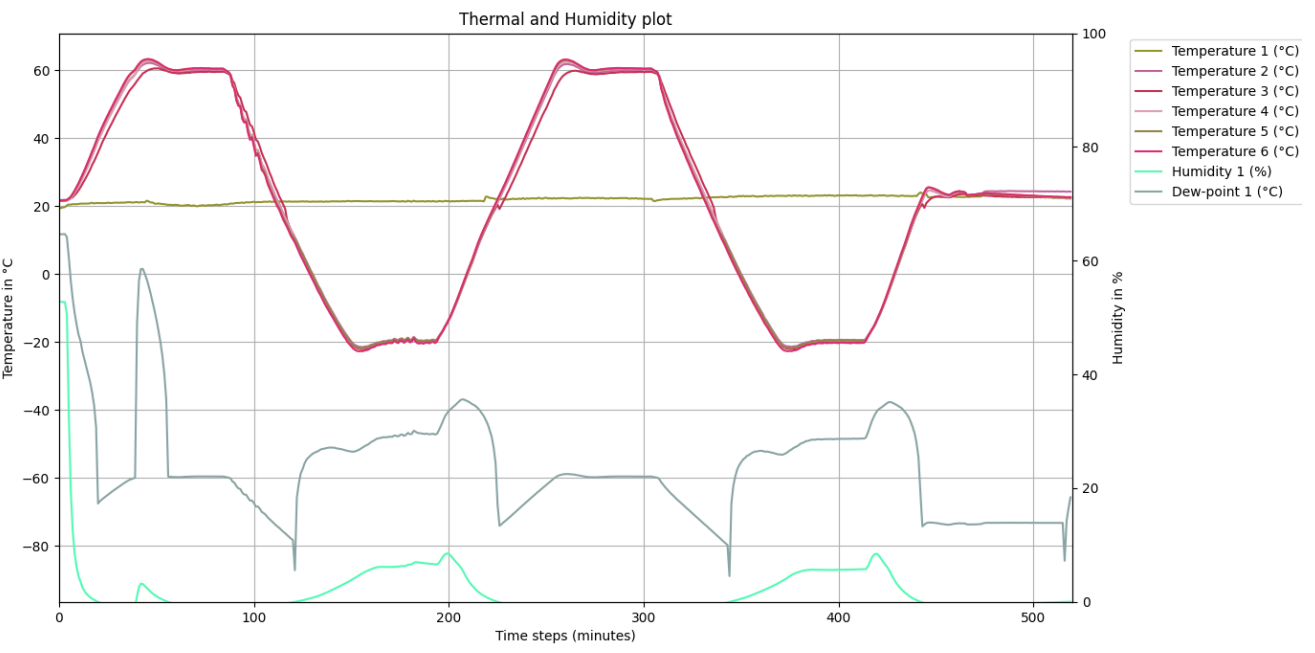 Thermal and Humidity plot
Temperature in °C
60
40
20
0
−20
−40
−60
−80
0
100
200
300
400
500
Time steps (minutes)
100
80
60
40
20
0
Humidity in %
Temperature 1 (°C)
Temperature 2 (°C)
Temperature 3 (°C)
Temperature 4 (°C)
Temperature 5 (°C)
Temperature 6 (°C)
Humidity 1 (%)
Dew-point 1 (°C)